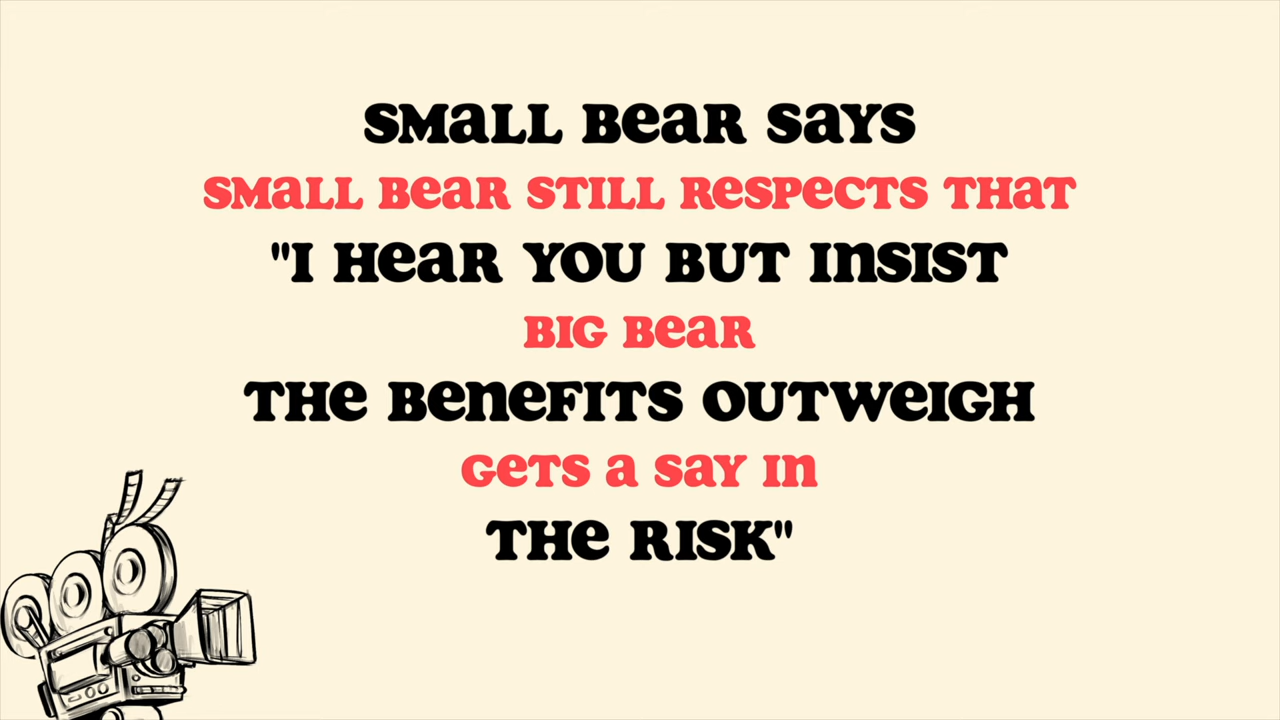 SMALL BEAR SAYS
SMALL BEAR STILL RESPECTS THAT
"I HEAR YOU BUT INSIST
BIG BEAR
THE BENEFITS OUTWEIGH
GETS A SAY IN
THE RISK"